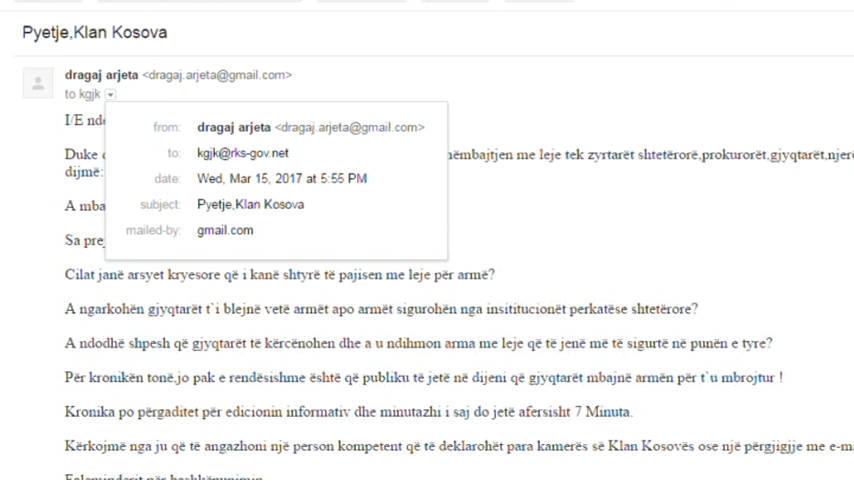 Pyetje,Klan Kosova
dragaj arjeta <dragaj.arjeta@gmail.com>
to kgjk
I/E
from: dragaj arjeta <dragaj.arjeta@gmail.com>
Duke
mbajtjen me leje tek zyrtarët shtetërorë,prokurorët,gjyqtarët,
to: kgjk@rks-gov.net
dijmë:
date: Wed, Mar 15, 2017 at 5:55 PM
A
subject: Pyetje,Klan Kosova
mailed-by: gmail.com
Sa
Cilat janë arsyet kryesore që i kanë shtyrë të pajisen me leje për armë?
A ngarkohën gjyqtarët t`i blejnë vetë armët apo armët sigurohën nga insititucionët perkatëse shtetërore?
A ndodhë shpesh që gjyqtarët të kërcënohen dhe a u ndihmon arma me leje që të jenë më të sigurtë në punën e tyre?
Për kronikën tonë,jo pak e rendësishme është që publiku të jetë në dijeni që gjyqtarët mbajnë armën për t`u mbrojtur !
Kronika po përgaditet për edicionin informativ dhe minutazhi i saj do jetë afersisht 7 Minuta.
Kërkojmë nga ju që të angazhoni një person kompetent që të deklarohët para kamerës së Klan Kosovës ose një përgjigjje me